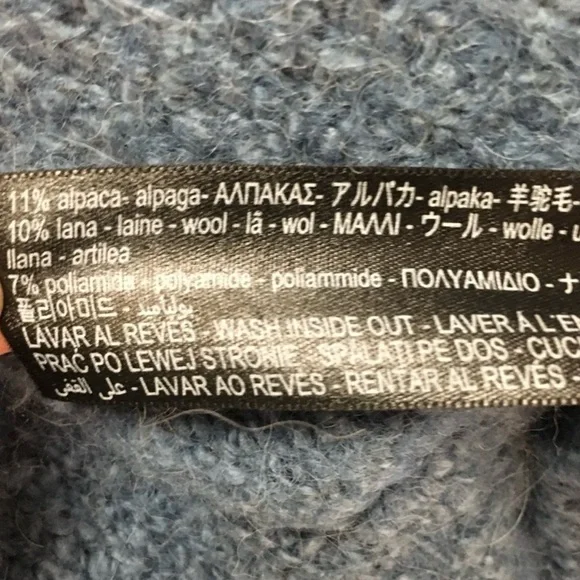 11% alpaca- alpaga- ΑΛΠΑΚΑΣ- アルパカ- alpaka- 羊驼毛-
10% lana - laine - wool - lã - wol - ΜΑΛΛΙ - ウール - wolle -
llana - artilea
7% poliamida - polyamide - poliammide - ΠΟΛΥΑΜΙΔΙΟ -
폴리아미드 - بولياميد
LAVAR AL REVÉS - WASH INSIDE OUT - LAVER À L'EN
PRAĆ PO LEWEJ STRONIE - SPĂLAŢI PE DOS -
على القفى - LAVAR AO REVÉS - RENTAR AL REVÉS -